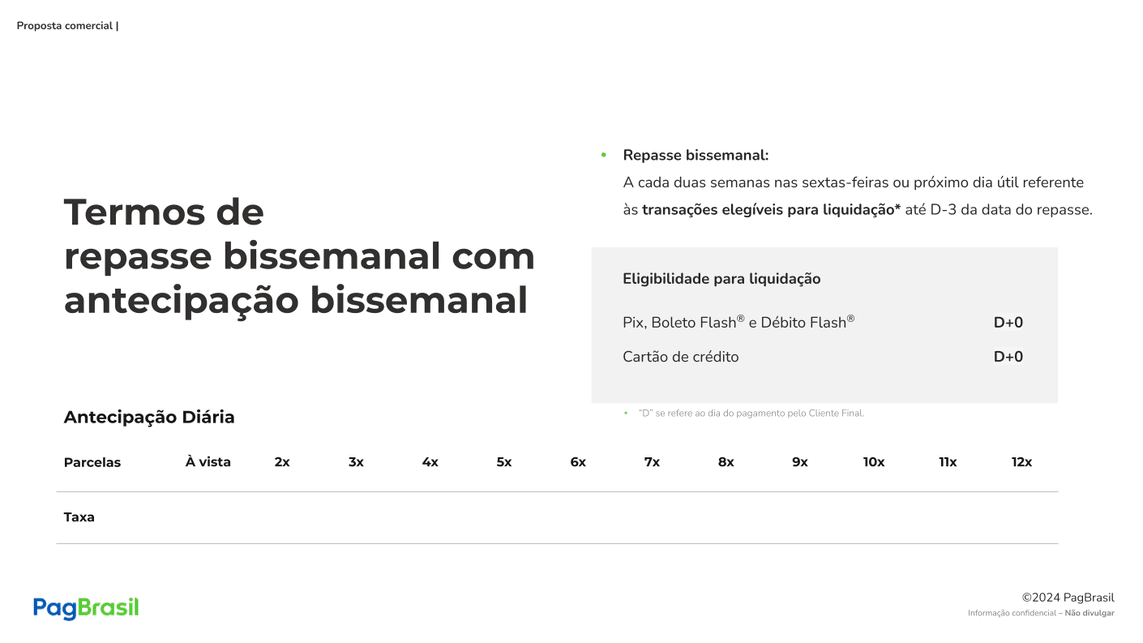 Proposta comercial |
Termos de
repasse bissemanal com
antecipação bissemanal
• Repasse bissemanal:
A cada duas semanas nas sextas-feiras ou próximo dia útil referente
às transações elegíveis para liquidação* até D-3 da data do repasse.
Eligibilidade para liquidação
Pix, Boleto Flash® e Débito Flash® D+0
Cartão de crédito D+0
• “D” se refere ao dia do pagamento pelo Cliente Final.
Antecipação Diária
Parcelas À vista 2x 3x 4x 5x 6x 7x 8x 9x 10x 11x 12x
Taxa
PagBrasil
©2024 PagBrasil
Informação confidencial – Não divulgar